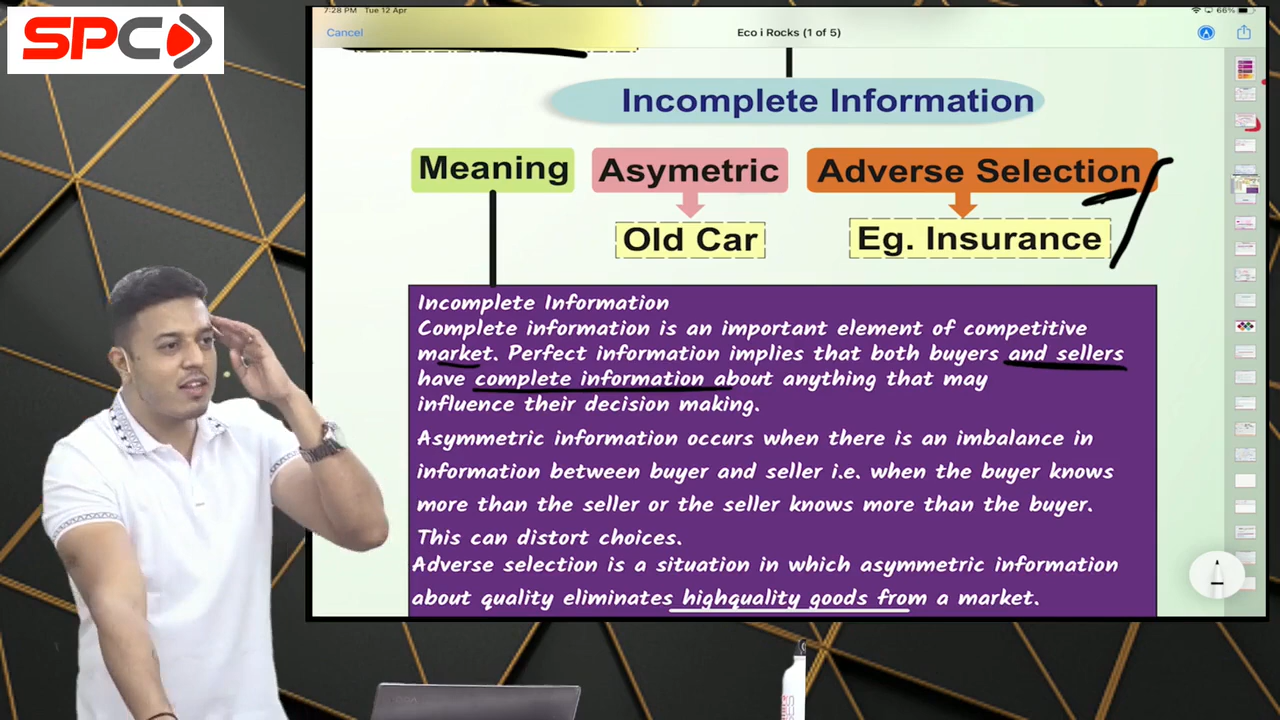 SPC
7:28 PM Tue 12 Apr
66%
Cancel
Eco i Rocks (1 of 5)
Incomplete Information
Meaning
Asymetric
Adverse Selection
Old Car
Eg. Insurance
Incomplete Information
Complete information is an important element of competitive
market. Perfect information implies that both buyers and sellers
have complete information about anything that may
influence their decision making.
Asymmetric information occurs when there is an imbalance in
information between buyer and seller i.e. when the buyer knows
more than the seller or the seller knows more than the buyer.
This can distort choices.
Adverse selection is a situation in which asymmetric information
about quality eliminates highquality goods from a market.